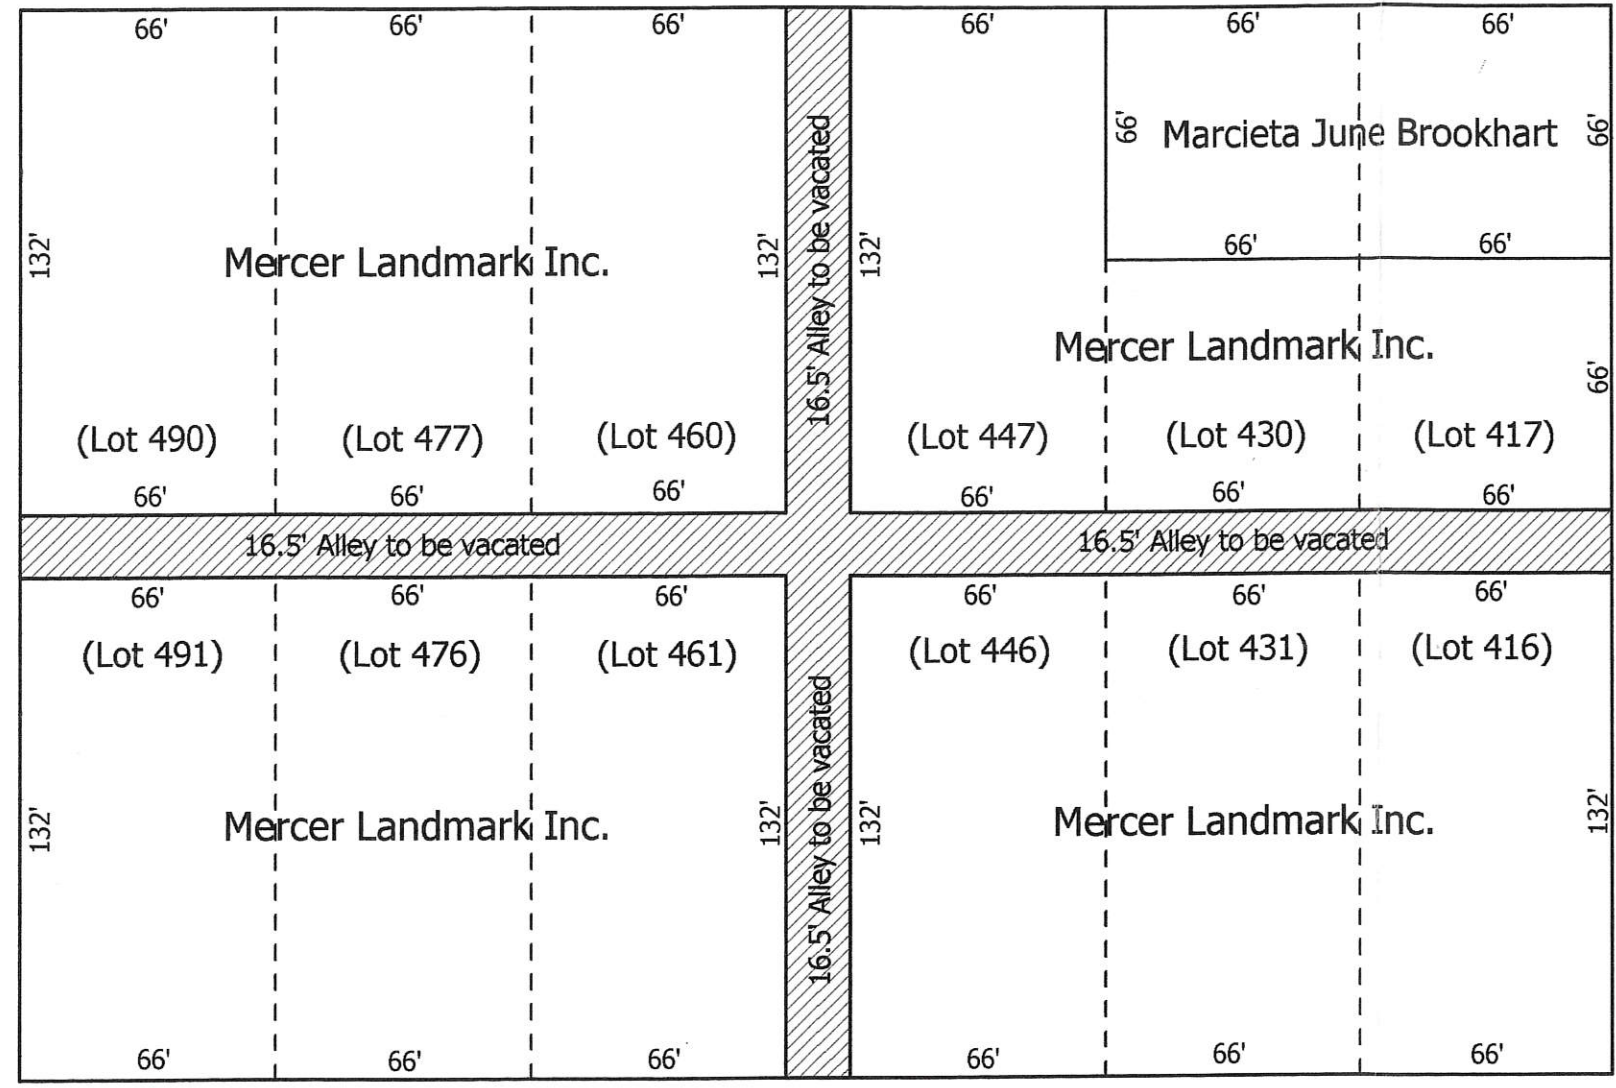 66' 66' 66' 66' 66' 66'
66' Marcieta June Brookhart 66'
16.5' Alley to be vacated
66' 66'
132' Mercer Landmark Inc. 132' 132'
Mercer Landmark Inc. 66'
(Lot 490) (Lot 477) (Lot 460) (Lot 447) (Lot 430) (Lot 417)
66' 66' 66' 66' 66' 66'
16.5' Alley to be vacated 16.5' Alley to be vacated
66' 66' 66' 66' 66' 66'
(Lot 491) (Lot 476) (Lot 461) (Lot 446) (Lot 431) (Lot 416)
16.5' Alley to be vacated
132' Mercer Landmark Inc. 132' 132' Mercer Landmark Inc. 132'
66' 66' 66' 66' 66' 66'